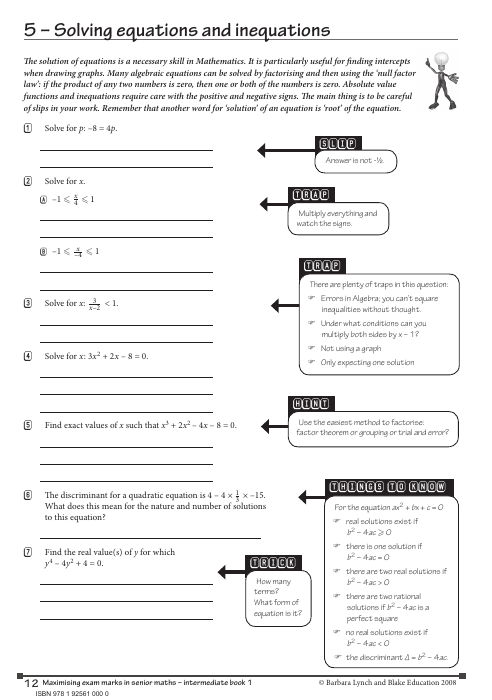 5 – Solving equations and inequations
The solution of equations is a necessary skill in Mathematics. It is particularly useful for finding intercepts
when drawing graphs. Many algebraic equations can be solved by factorising and then using the 'null factor
law': if the product of any two numbers is zero, then one or both of the numbers is zero. Absolute value
functions and inequations require care with the positive and negative signs. The main thing is to be careful
of slips in your work. Remember that another word for 'solution' of an equation is 'root' of the equation.
1 Solve for p: –8 = 4p.
SLIP
Answer is not -½.
2 Solve for x.
A –1 ⩽ x/4 ⩽ 1
TRAP
Multiply everything and
watch the signs.
B –1 ⩽ x/–4 ⩽ 1
3 Solve for x: 3/(x–2) < 1.
TRAP
There are plenty of traps in this question:
☞ Errors in Algebra; you can't square
inequalities without thought.
☞ Under what conditions can you
multiply both sides by x – 1?
☞ Not using a graph
☞ Only expecting one solution
4 Solve for x: 3x² + 2x – 8 = 0.
5 Find exact values of x such that x³ + 2x² – 4x – 8 = 0.
HINT
Use the easiest method to factorise:
factor theorem or grouping or trial and error?
6 The discriminant for a quadratic equation is 4 – 4 × 1/5 × –15.
What does this mean for the nature and number of solutions
to this equation?
7 Find the real value(s) of y for which
y⁴ – 4y² + 4 = 0.
TRICK
How many
terms?
What form of
equation is it?
THINGS TO KNOW
For the equation ax² + bx + c = 0
☞ real solutions exist if
b² – 4ac ⩾ 0
☞ there is one solution if
b² – 4ac = 0
☞ there are two real solutions if
b² – 4ac > 0
☞ there are two rational
solutions if b² – 4ac is a
perfect square
☞ no real solutions exist if
b² – 4ac < 0
☞ the discriminant Δ = b² – 4ac.
12 Maximising exam marks in senior maths – intermediate book 1
© Barbara Lynch and Blake Education 2008
ISBN 978 1 92561 000 0